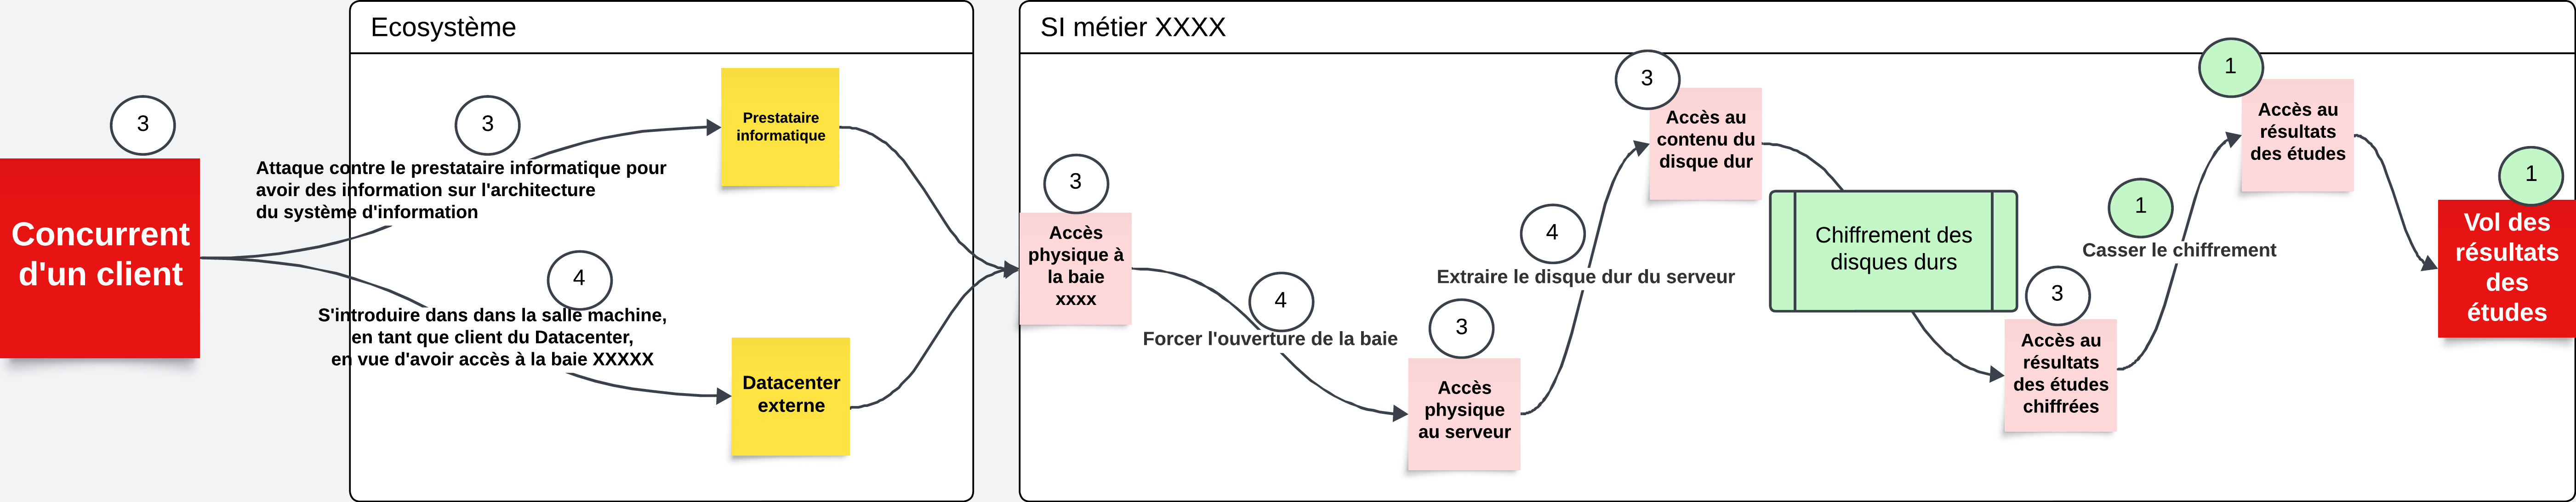 Ecosystème
SI métier XXXX
3
Concurrent
d'un client
3
Attaque contre le prestataire informatique pour
avoir des information sur l'architecture
du système d'information
4
S'introduire dans dans la salle machine,
en tant que client du Datacenter,
en vue d'avoir accès à la baie XXXXX
Prestataire
informatique
Datacenter
externe
3
Accès
physique à
la baie
xxxx
4
Forcer l'ouverture de la baie
3
Accès
physique
au serveur
4
Extraire le disque dur du serveur
3
Accès au
contenu du
disque dur
Chiffrement des
disques durs
3
Accès au
résultats
des études
chiffrées
1
Casser le chiffrement
1
Accès au
résultats
des études
1
Vol des
résultats
des
études